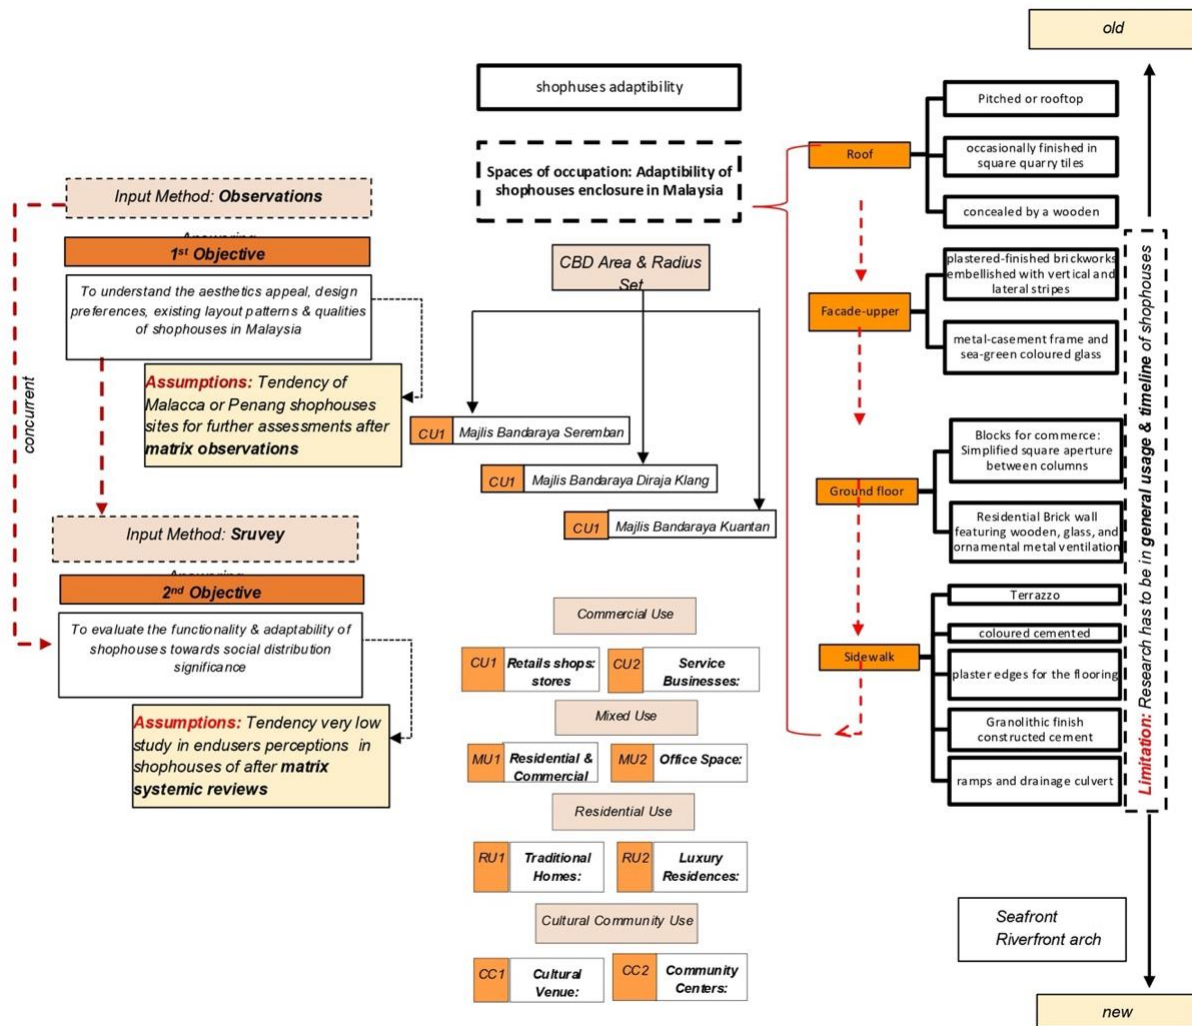 old
shophuses adaptibility
Spaces of occupation: Adaptibility of
shophouses enclosure in Malaysia
Input Method: Observations
1st Objective
To understand the aesthetics appeal, design
preferences, existing layout patterns & qualities
of shophouses in Malaysia
Assumptions: Tendency of
Malacca or Penang shophouses
sites for further assessments after
matrix observations
concurrent
Input Method: Sruvey
2nd Objective
To evaluate the functionality & adaptability of
shophouses towards social distribution
significance
Assumptions: Tendency very low
study in endusers perceptions in
shophouses of after matrix
systemic reviews
CBD Area & Radius
Set
CU1 Majlis Bandaraya Seremban
CU1 Majlis Bandaraya Diraja Klang
CU1 Majlis Bandaraya Kuantan
Commercial Use
CU1 Retails shops:
stores
CU2 Service
Businesses:
Mixed Use
MU1 Residential &
Commercial
MU2 Office Space:
Residential Use
RU1 Traditional
Homes:
RU2 Luxury
Residences:
Cultural Community Use
CC1 Cultural
Venue:
CC2 Community
Centers:
Roof
Pitched or rooftop
occasionally finished in
square quarry tiles
concealed by a wooden
Facade-upper
plastered-finished brickworks
embellished with vertical and
lateral stripes
metal-casement frame and
sea-green coloured glass
Ground floor
Blocks for commerce:
Simplified square aperture
between columns
Residential Brick wall
featuring wooden, glass, and
ornamental metal ventilation
Sidewalk
Terrazzo
coloured cemented
plaster edges for the flooring
Granolithic finish
constructed cement
ramps and drainage culvert
Limitation: Research has to be in general usage & timeline of shophouses
Seafront
Riverfront arch
new